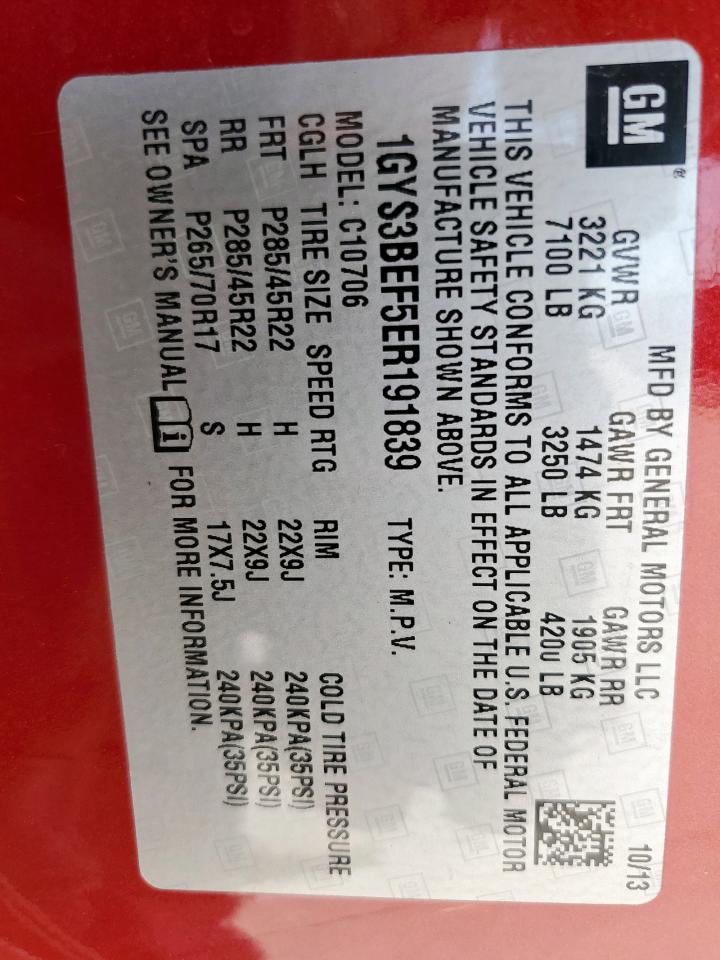 GM®
MFD BY GENERAL MOTORS LLC 10/13
GVWR GAWR FRT GAWR RR
3221 KG 1474 KG 1905 KG
7100 LB 3250 LB 4200 LB
THIS VEHICLE CONFORMS TO ALL APPLICABLE U.S. FEDERAL MOTOR
VEHICLE SAFETY STANDARDS IN EFFECT ON THE DATE OF
MANUFACTURE SHOWN ABOVE.
1GYS3BEF5ER191839 TYPE: M.P.V.
MODEL: C10706
CGLH TIRE SIZE SPEED RTG RIM COLD TIRE PRESSURE
FRT P285/45R22 H 22X9J 240KPA(35PSI)
RR P285/45R22 H 22X9J 240KPA(35PSI)
SPA P265/70R17 S 17X7.5J 240KPA(35PSI)
SEE OWNER'S MANUAL FOR MORE INFORMATION.